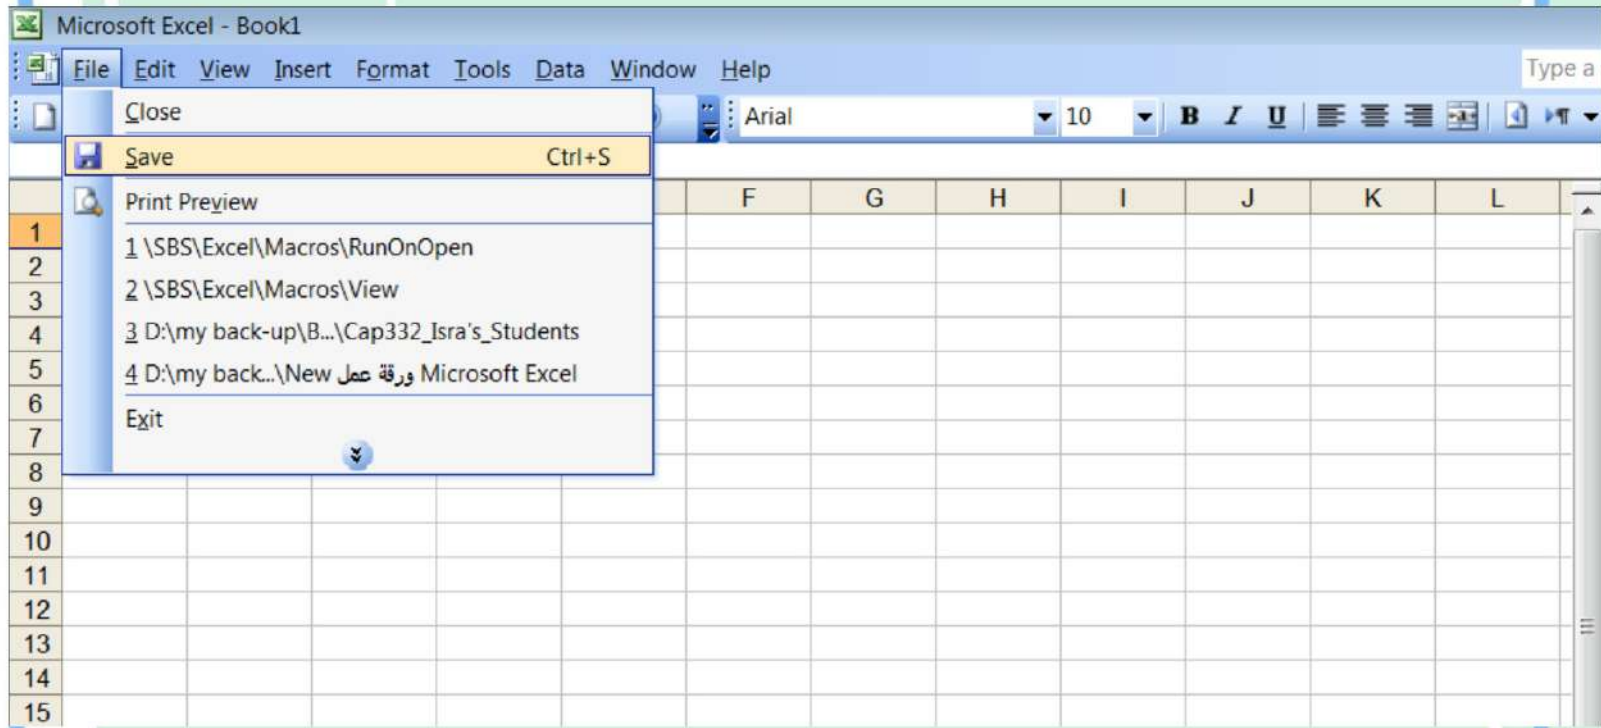 Microsoft Excel - Book1
File Edit View Insert Format Tools Data Window Help Type a
Arial 10 B I U
Close
Save Ctrl+S
Print Preview
1 \SBS\Excel\Macros\RunOnOpen
2 \SBS\Excel\Macros\View
3 D:\my back-up\B...\Cap332_Isra's_Students
4 D:\my back...\New ورقة عمل Microsoft Excel
Exit
F G H I J K L
1
2
3
4
5
6
7
8
9
10
11
12
13
14
15